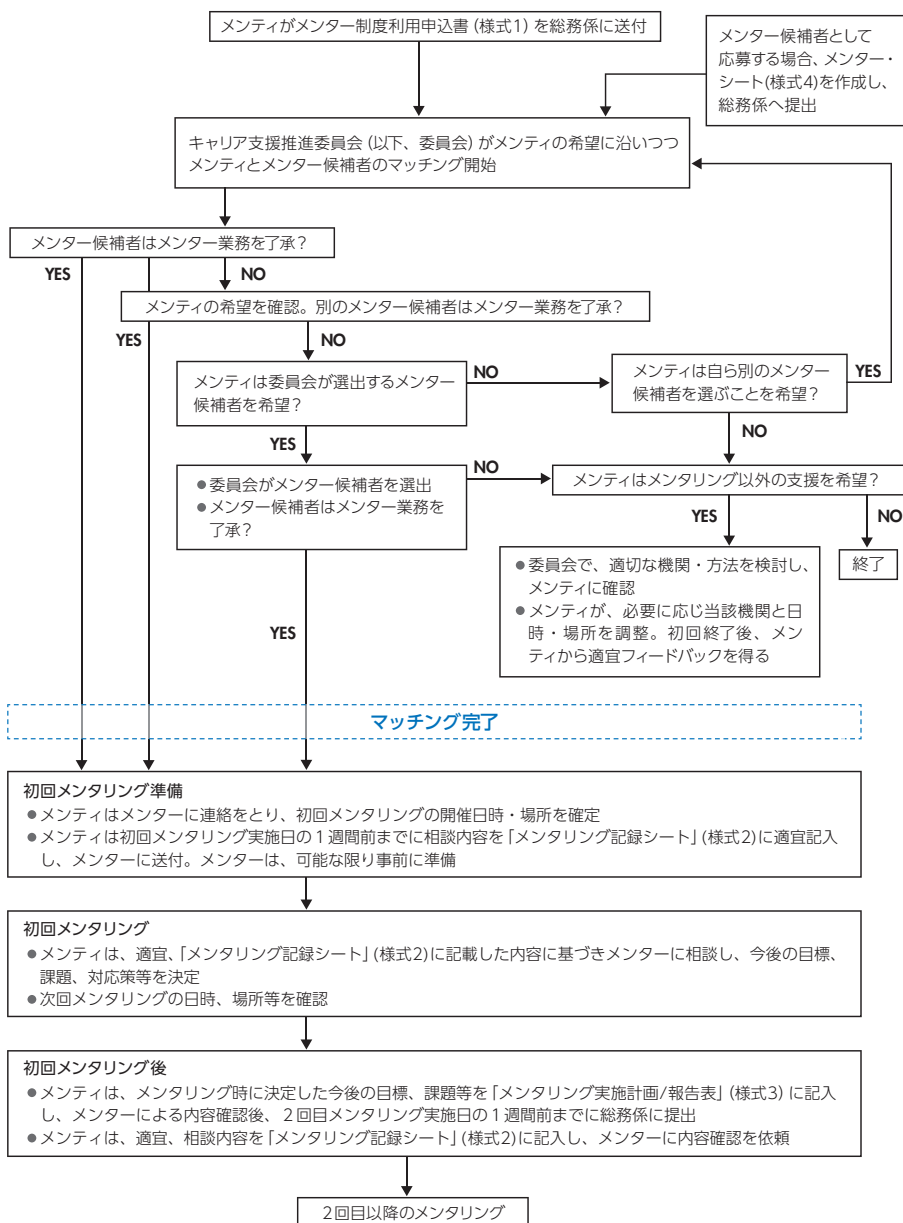 メンティがメンター制度利用申込書（様式1）を総務係に送付
メンター候補者として
応募する場合、メンター・
シート(様式4)を作成し、
総務係へ提出
キャリア支援推進委員会（以下、委員会）がメンティの希望に沿いつつ
メンティとメンター候補者のマッチング開始
メンター候補者はメンター業務を了承？
YES
NO
メンティの希望を確認。別のメンター候補者はメンター業務を了承？
YES
NO
メンティは委員会が選出するメンター
候補者を希望？
NO
メンティは自ら別のメンター
候補者を選ぶことを希望？
YES
YES
NO
●委員会がメンター候補者を選出
●メンター候補者はメンター業務を
了承？
NO
メンティはメンタリング以外の支援を希望？
YES
NO
●委員会で、適切な機関・方法を検討し、
メンティに確認
●メンティが、必要に応じ当該機関と日
時・場所を調整。初回終了後、メン
ティから適宜フィードバックを得る
終了
YES
マッチング完了
初回メンタリング準備
●メンティはメンターに連絡をとり、初回メンタリングの開催日時・場所を確定
●メンティは初回メンタリング実施日の1週間前までに相談内容を「メンタリング記録シート」（様式2）に適宜記入
し、メンターに送付。メンターは、可能な限り事前に準備
初回メンタリング
●メンティは、適宜、「メンタリング記録シート」（様式2）に記載した内容に基づきメンターに相談し、今後の目標、
課題、対応策等を決定
●次回メンタリングの日時、場所等を確認
初回メンタリング後
●メンティは、メンタリング時に決定した今後の目標、課題等を「メンタリング実施計画/報告表」（様式3）に記入
し、メンターによる内容確認後、2回目メンタリング実施日の1週間前までに総務係に提出
●メンティは、適宜、相談内容を「メンタリング記録シート」（様式2）に記入し、メンターに内容確認を依頼
2回目以降のメンタリング